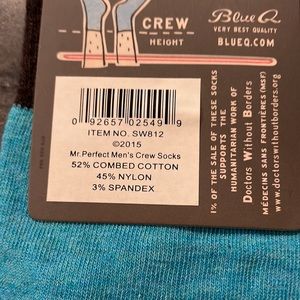 CREW
HEIGHT
Blue Q
VERY BEST QUALITY
BLUEQ.COM
0 92657 02549 9
ITEM NO. SW812
©2015
Mr. Perfect Men's Crew Socks
52% COMBED COTTON
45% NYLON
3% SPANDEX
1% OF THE SALE OF THESE SOCKS
SUPPORTS THE
HUMANITARIAN WORK OF
DOCTORS WITHOUT BORDERS
MÉDECINS SANS FRONTIÈRES (MSF)
www.doctorswithoutborders.org